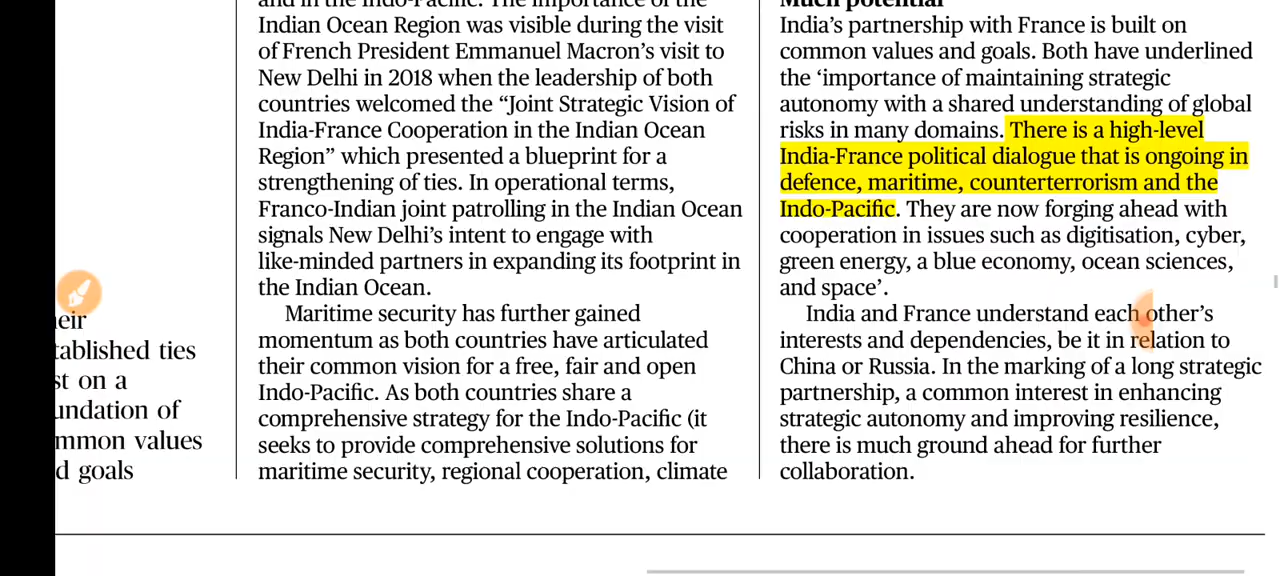 tablished ties
st on a
undation of
mmon values
d goals
and in the Indo-Pacific. The importance of the
Indian Ocean Region was visible during the visit
of French President Emmanuel Macron's visit to
New Delhi in 2018 when the leadership of both
countries welcomed the “Joint Strategic Vision of
India-France Cooperation in the Indian Ocean
Region” which presented a blueprint for a
strengthening of ties. In operational terms,
Franco-Indian joint patrolling in the Indian Ocean
signals New Delhi's intent to engage with
like-minded partners in expanding its footprint in
the Indian Ocean.
Maritime security has further gained
momentum as both countries have articulated
their common vision for a free, fair and open
Indo-Pacific. As both countries share a
comprehensive strategy for the Indo-Pacific (it
seeks to provide comprehensive solutions for
maritime security, regional cooperation, climate
Much potential
India's partnership with France is built on
common values and goals. Both have underlined
the ‘importance of maintaining strategic
autonomy with a shared understanding of global
risks in many domains. There is a high-level
India-France political dialogue that is ongoing in
defence, maritime, counterterrorism and the
Indo-Pacific. They are now forging ahead with
cooperation in issues such as digitisation, cyber,
green energy, a blue economy, ocean sciences,
and space’.
India and France understand each other's
interests and dependencies, be it in relation to
China or Russia. In the marking of a long strategic
partnership, a common interest in enhancing
strategic autonomy and improving resilience,
there is much ground ahead for further
collaboration.